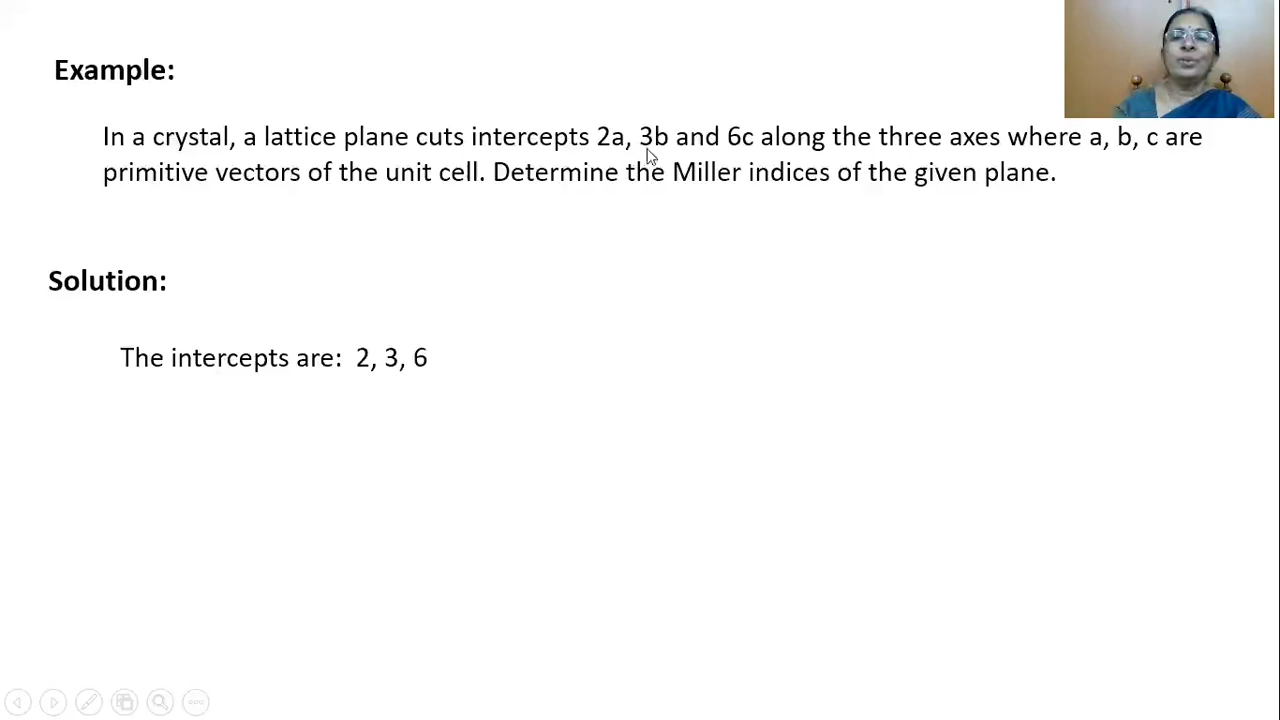 Example:
In a crystal, a lattice plane cuts intercepts 2a, 3b and 6c along the three axes where a, b, c are
primitive vectors of the unit cell. Determine the Miller indices of the given plane.
Solution:
The intercepts are:  2, 3, 6